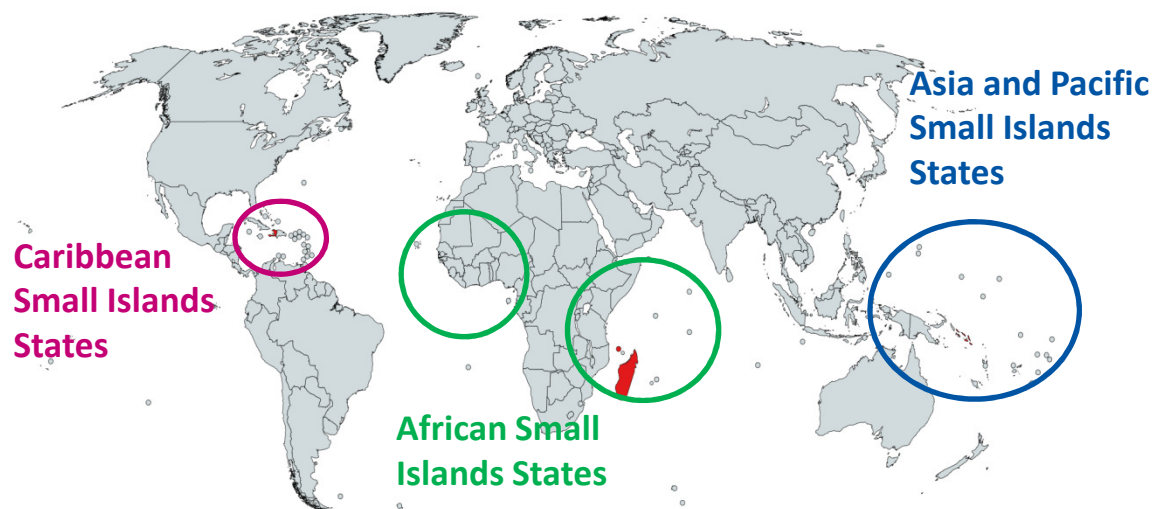 Asia and Pacific
Small Islands
States
Caribbean
Small Islands
States
African Small
Islands States